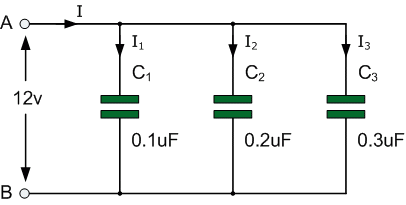 A I
I1 I2 I3
C1 C2 C3
12v
0.1uF 0.2uF 0.3uF
B